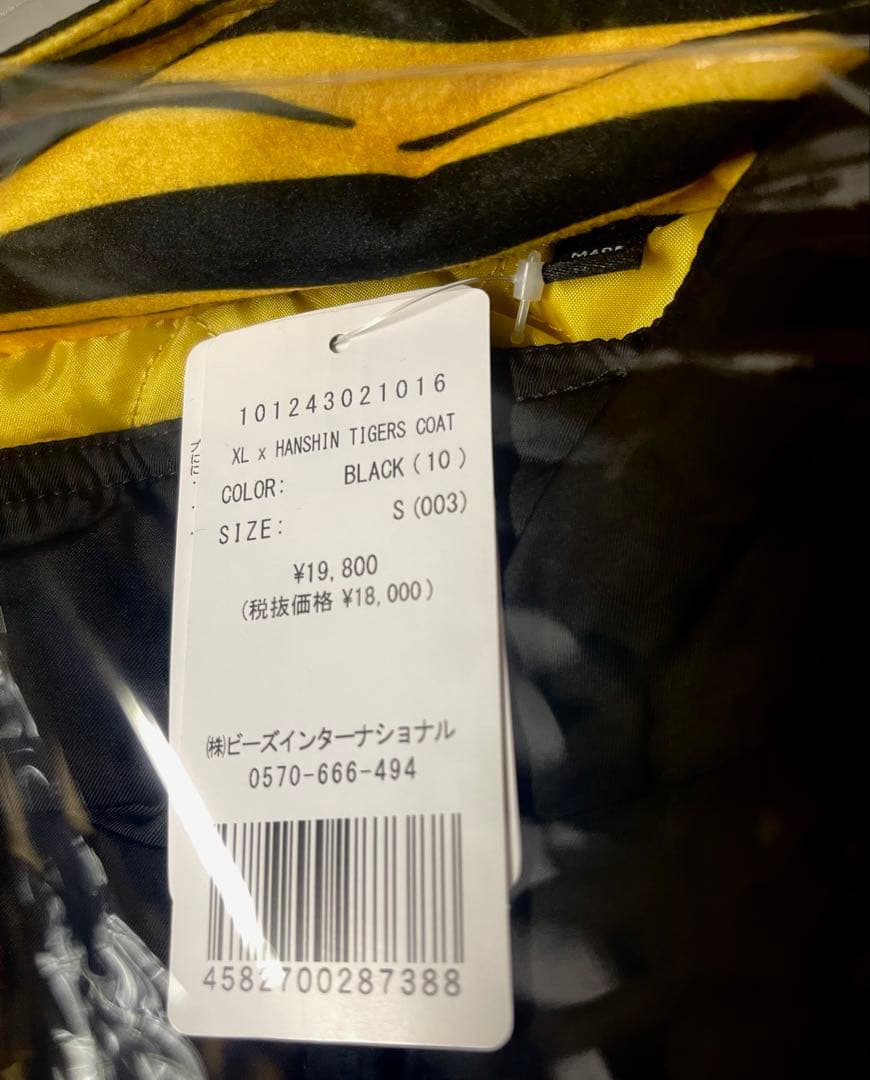 MADE
101243021016
XL x HANSHIN TIGERS COAT
COLOR: BLACK(10)
SIZE: S(003)
¥19,800
(税抜価格 ¥18,000)
㈱ビーズインターナショナル
0570-666-494
4582700287388